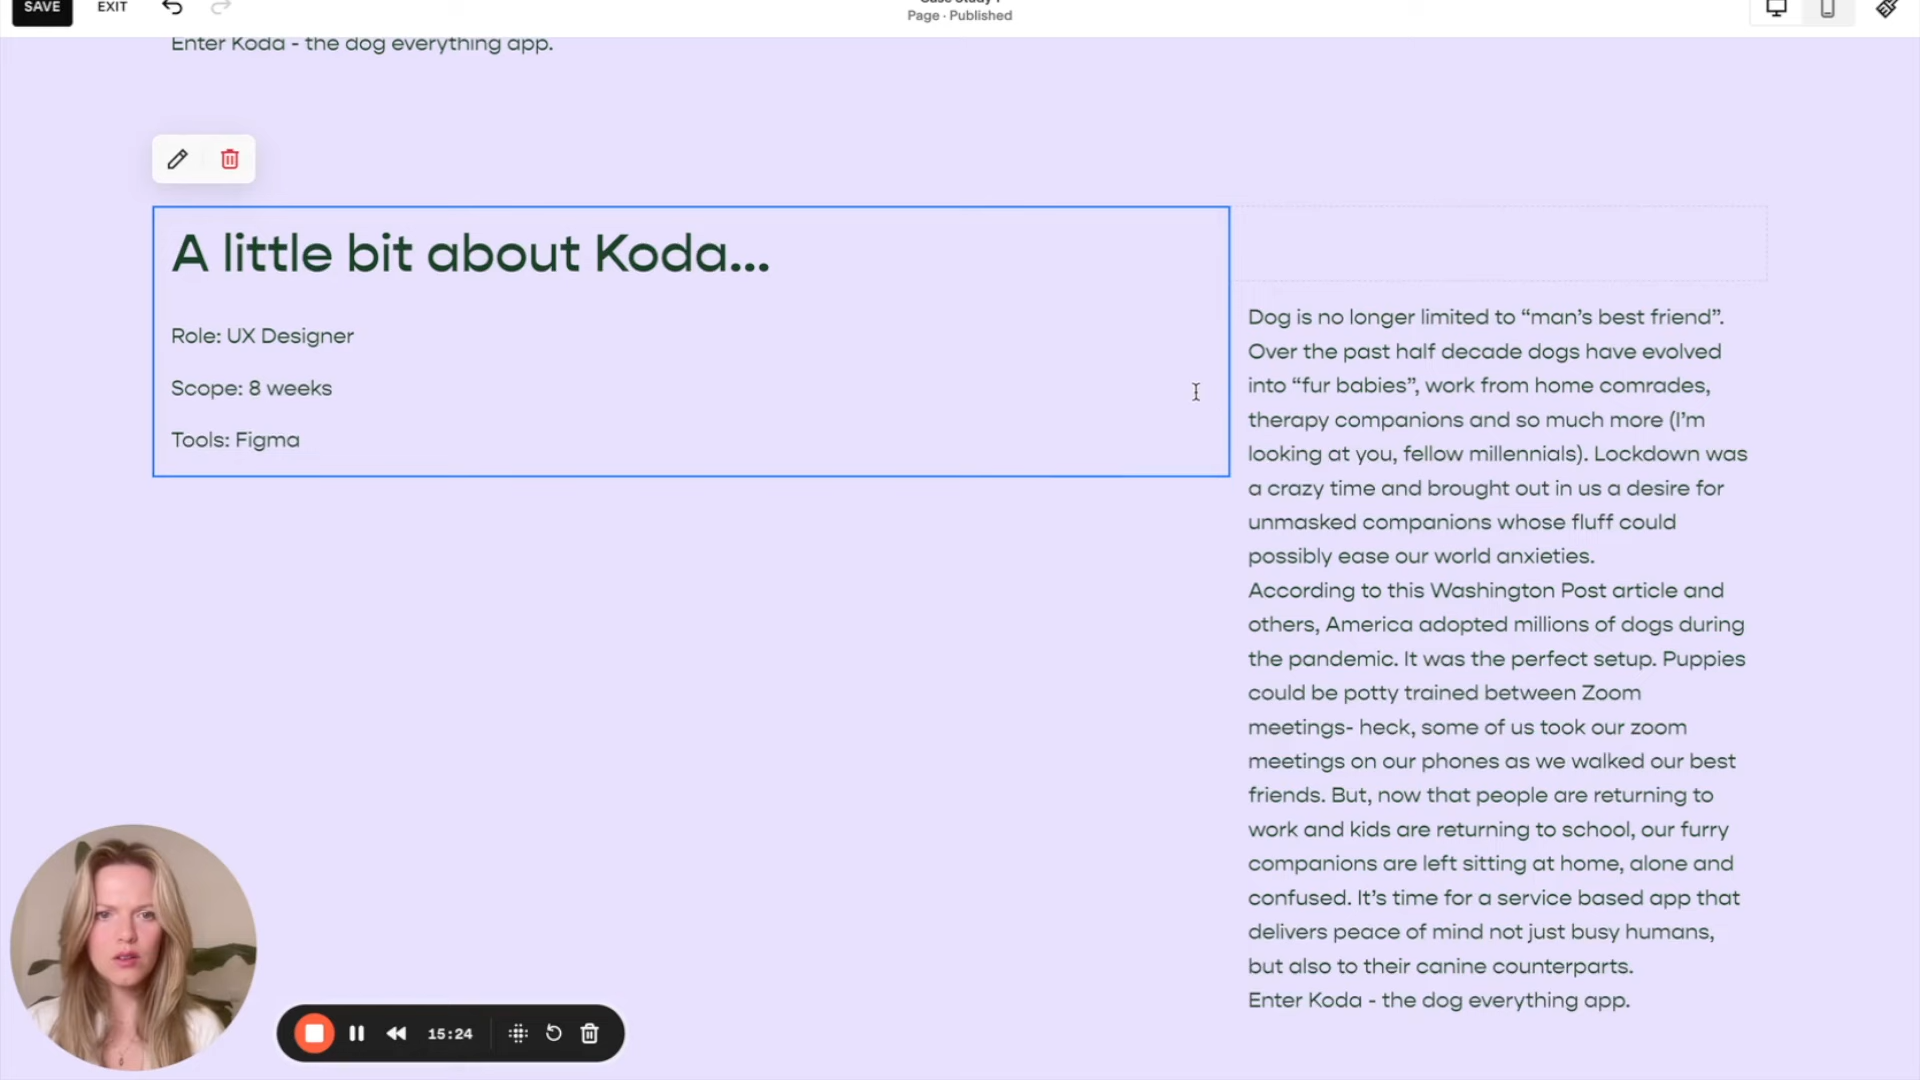 SAVE
EXIT
Page · Published
Enter Koda - the dog everything app.
A little bit about Koda...
Role: UX Designer
Scope: 8 weeks
Tools: Figma
Dog is no longer limited to “man’s best friend”.
Over the past half decade dogs have evolved
into “fur babies”, work from home comrades,
therapy companions and so much more (I’m
looking at you, fellow millennials). Lockdown was
a crazy time and brought out in us a desire for
unmasked companions whose fluff could
possibly ease our world anxieties.
According to this Washington Post article and
others, America adopted millions of dogs during
the pandemic. It was the perfect setup. Puppies
could be potty trained between Zoom
meetings- heck, some of us took our zoom
meetings on our phones as we walked our best
friends. But, now that people are returning to
work and kids are returning to school, our furry
companions are left sitting at home, alone and
confused. It’s time for a service based app that
delivers peace of mind not just busy humans,
but also to their canine counterparts.
Enter Koda - the dog everything app.
15:24